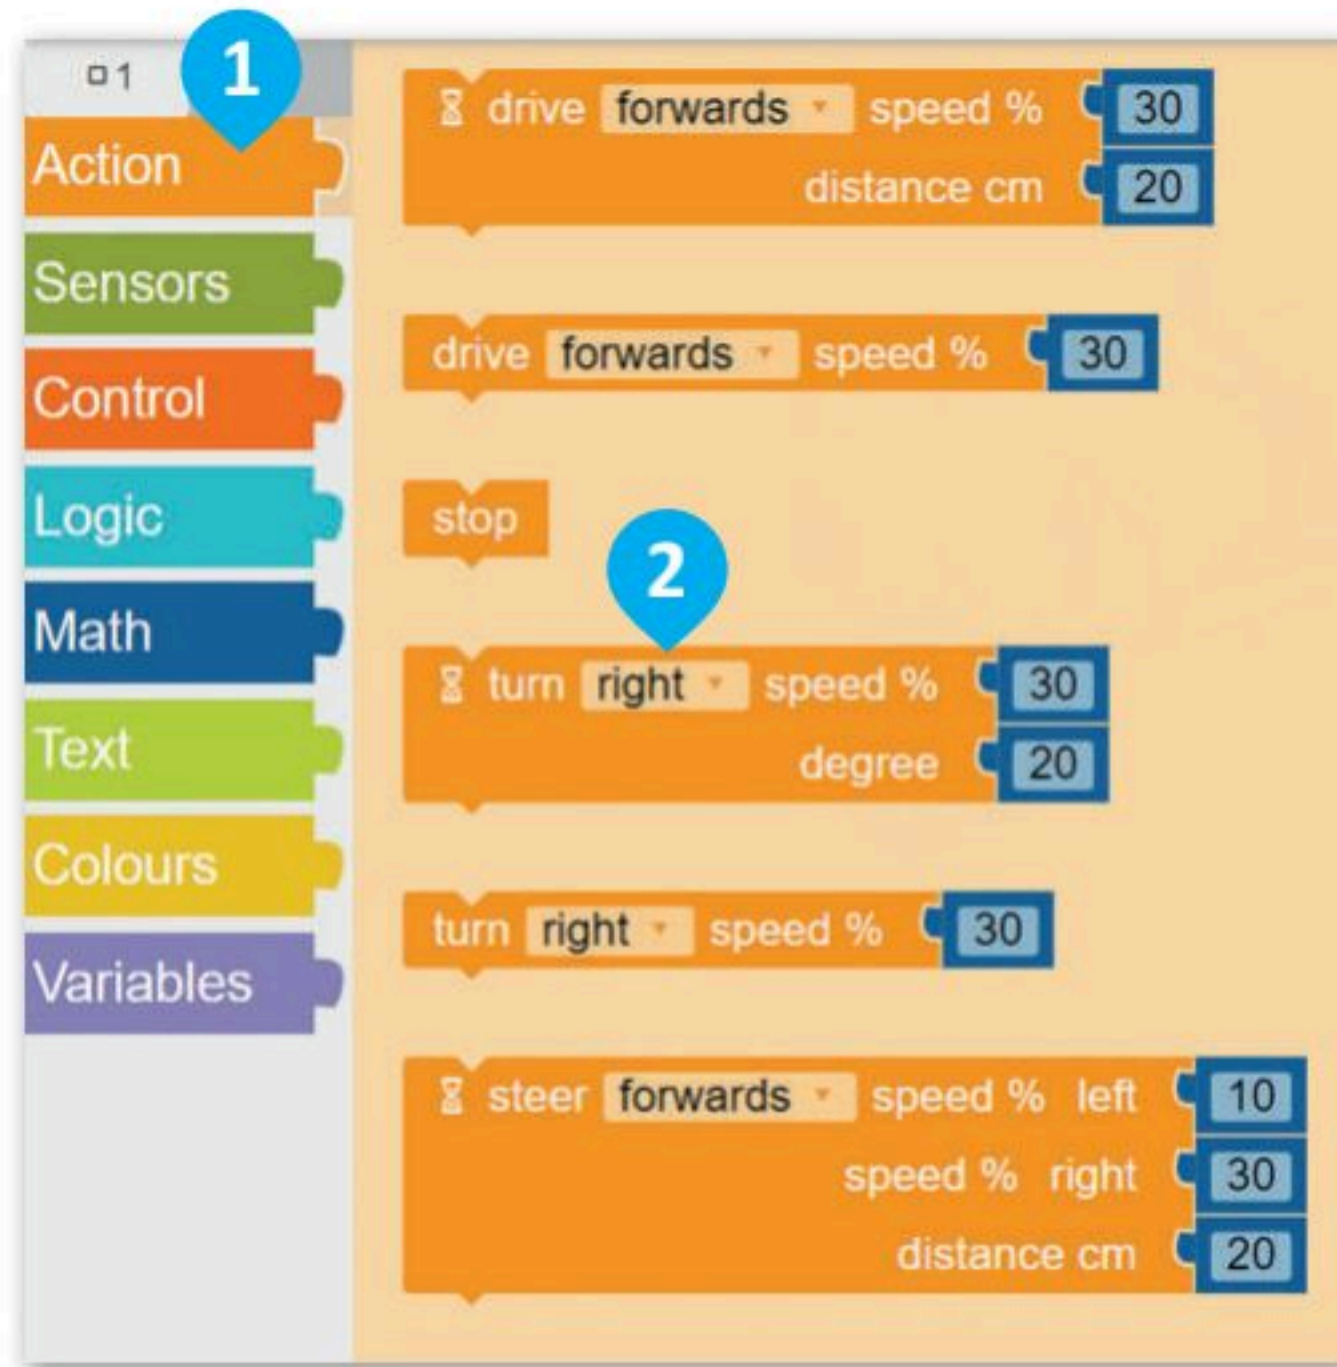 1
1
Action
Sensors
Control
Logic
Math
Text
Colours
Variables
drive forwards speed % 30
distance cm 20
drive forwards speed % 30
stop
2
turn right speed % 30
degree 20
turn right speed % 30
steer forwards speed % left 10
speed % right 30
distance cm 20